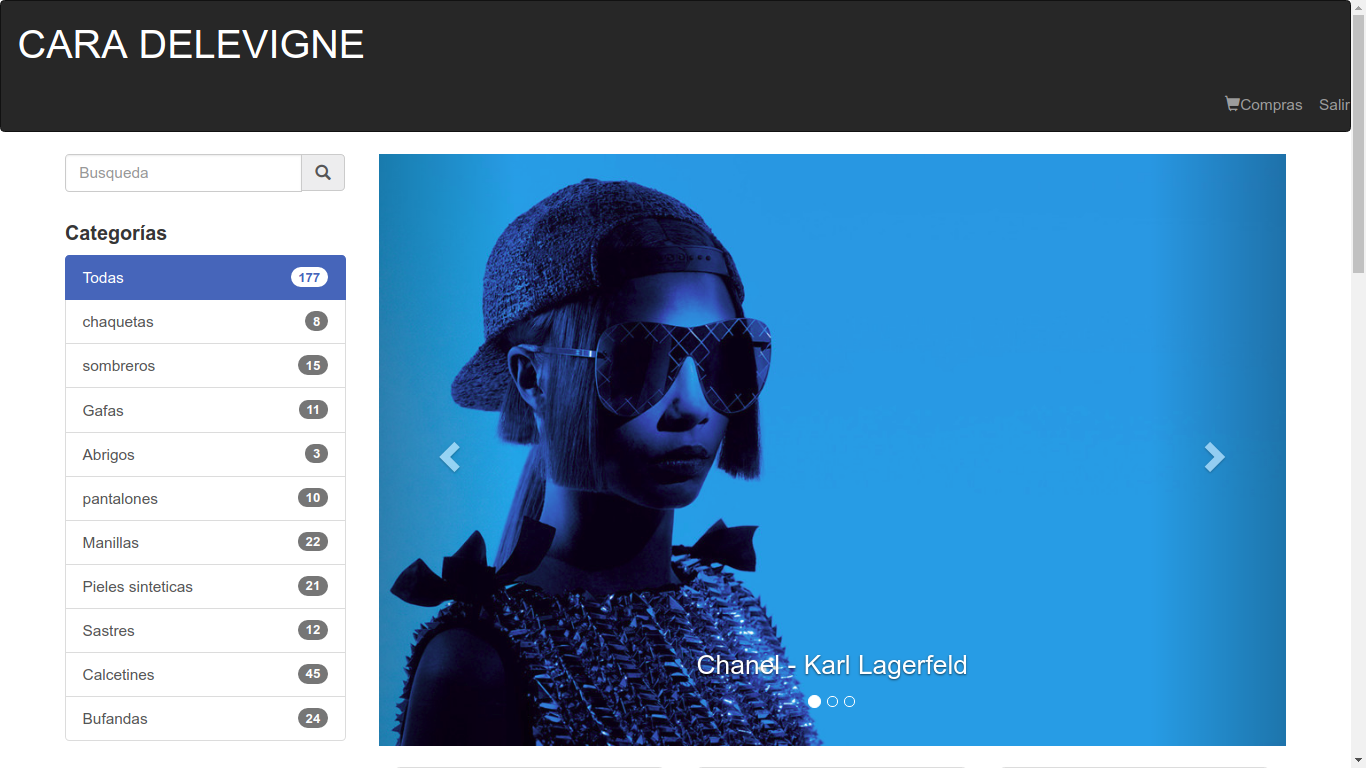 CARA DELEVIGNE
Compras Salir
Busqueda
Categorías
Todas 177
chaquetas 8
sombreros 15
Gafas 11
Abrigos 3
pantalones 10
Manillas 22
Pieles sinteticas 21
Sastres 12
Calcetines 45
Bufandas 24
Chanel - Karl Lagerfeld